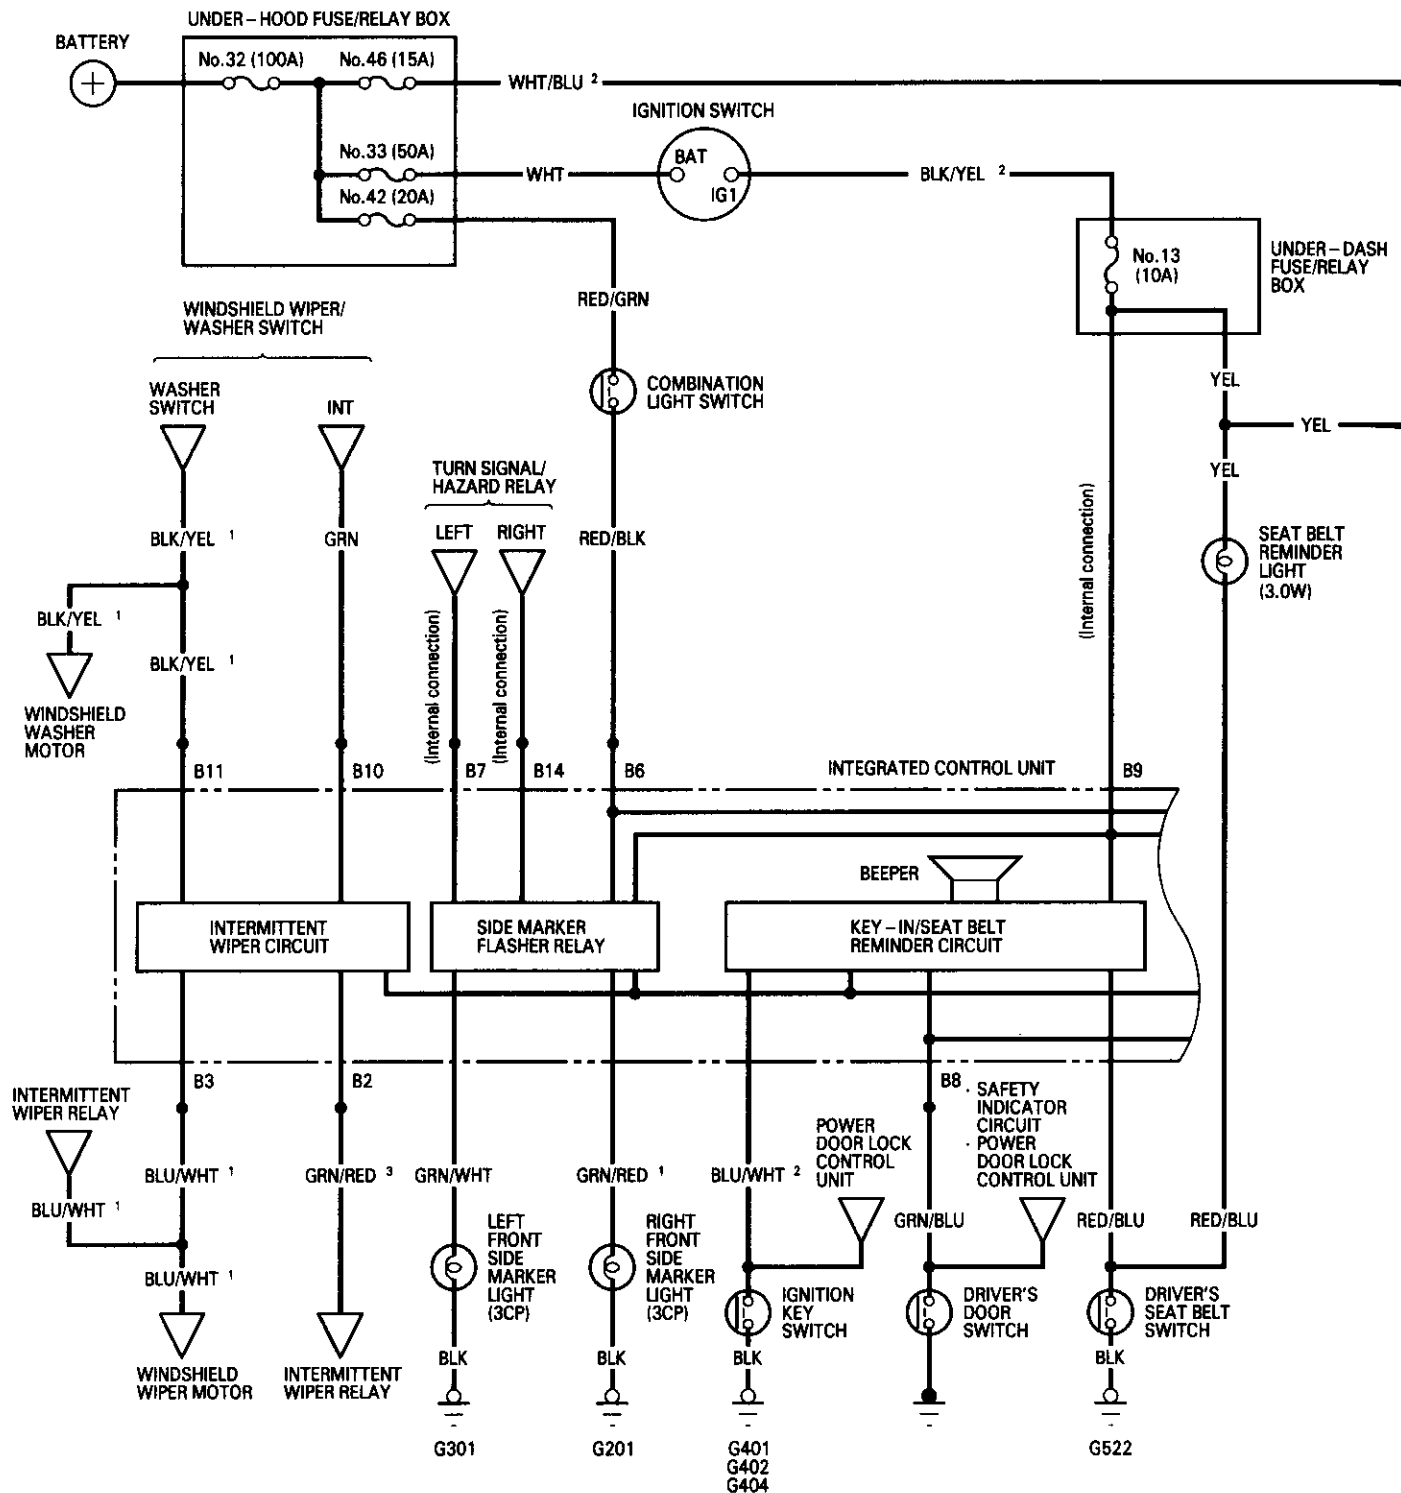 UNDER – HOOD FUSE/RELAY BOX
BATTERY
No.32 (100A)
No.46 (15A)
WHT/BLU 2
IGNITION SWITCH
No.33 (50A)
BAT
WHT
BLK/YEL 2
IG1
No.42 (20A)
No.13
(10A)
UNDER – DASH
FUSE/RELAY
BOX
RED/GRN
WINDSHIELD WIPER/
WASHER SWITCH
WASHER
SWITCH
INT
COMBINATION
LIGHT SWITCH
YEL
YEL
YEL
TURN SIGNAL/
HAZARD RELAY
LEFT
RIGHT
BLK/YEL 1
GRN
RED/BLK
(Internal connection)
SEAT BELT
REMINDER
LIGHT
(3.0W)
BLK/YEL 1
BLK/YEL 1
(Internal connection)
(Internal connection)
WINDSHIELD
WASHER
MOTOR
B11
B10
B7
B14
B6
INTEGRATED CONTROL UNIT
B9
BEEPER
INTERMITTENT
WIPER CIRCUIT
SIDE MARKER
FLASHER RELAY
KEY – IN/SEAT BELT
REMINDER CIRCUIT
B3
B2
B8
INTERMITTENT
WIPER RELAY
POWER
DOOR LOCK
CONTROL
UNIT
· SAFETY
INDICATOR
CIRCUIT
· POWER
DOOR LOCK
CONTROL UNIT
BLU/WHT 1
GRN/RED 3
GRN/WHT
GRN/RED 1
BLU/WHT 2
BLU/WHT 1
GRN/BLU
RED/BLU
RED/BLU
LEFT
FRONT
SIDE
MARKER
LIGHT
(3CP)
RIGHT
FRONT
SIDE
MARKER
LIGHT
(3CP)
BLU/WHT 1
IGNITION
KEY
SWITCH
DRIVER'S
DOOR
SWITCH
DRIVER'S
SEAT BELT
SWITCH
WINDSHIELD
WIPER MOTOR
INTERMITTENT
WIPER RELAY
BLK
BLK
BLK
BLK
G301
G201
G401
G402
G404
G522